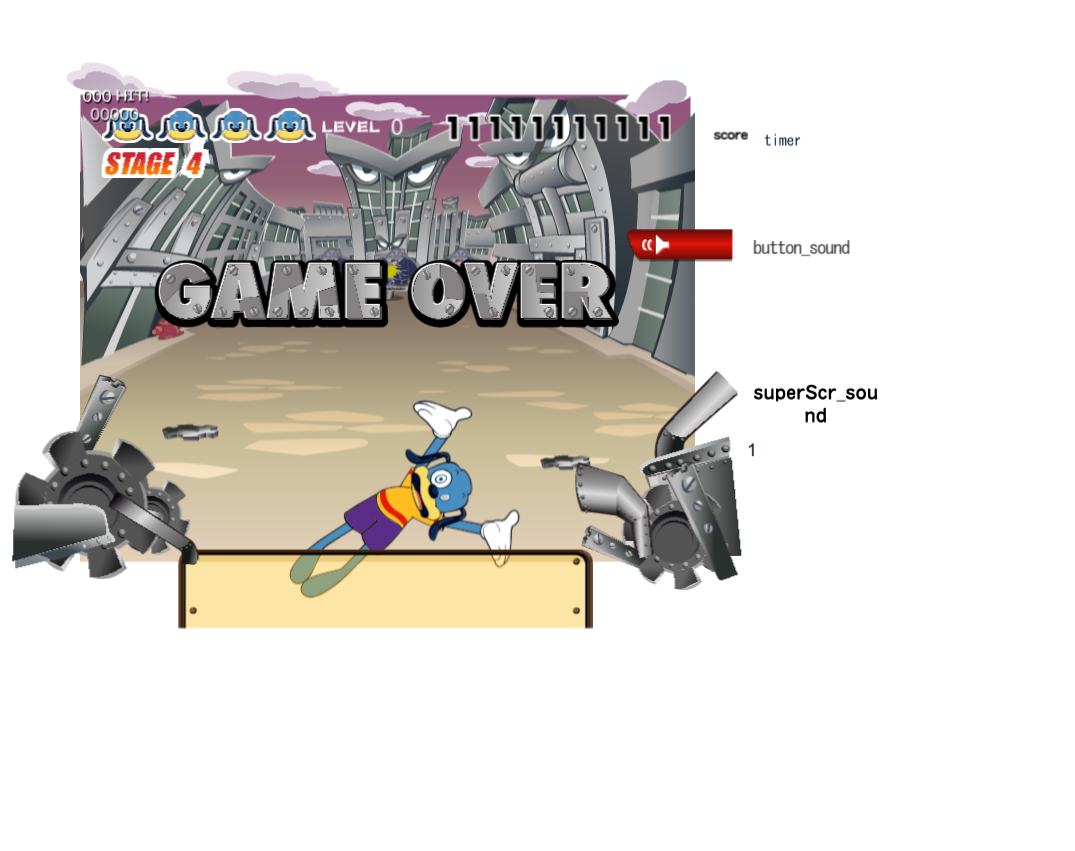 000 HIT!
00000
LEVEL 0
11111111111
score
timer
STAGE 4
button_sound
GAME OVER
superScr_sou
nd
1